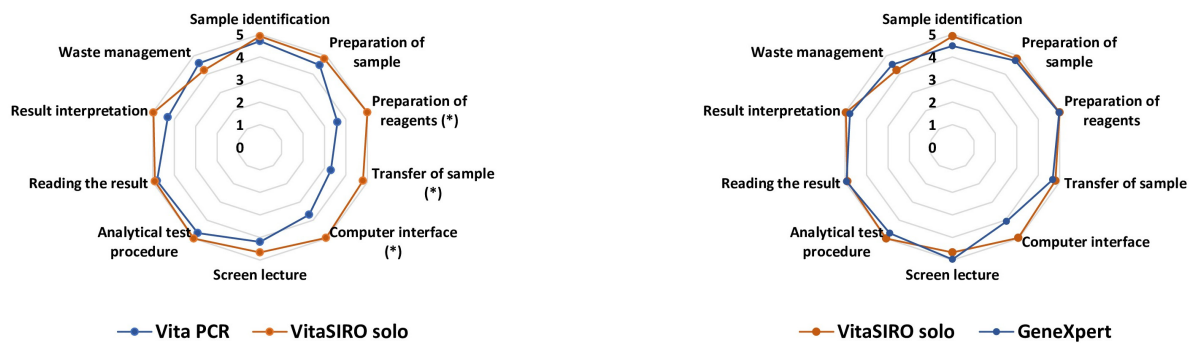 Sample identification
5
4
3
2
1
0
Preparation of
sample
Preparation of
reagents (*)
Transfer of sample
(*)
Computer interface
(*)
Screen lecture
Analytical test
procedure
Reading the result
Result interpretation
Waste management
Vita PCR
VitaSIRO solo
Sample identification
5
4
3
2
1
0
Preparation of
sample
Preparation of
reagents
Transfer of sample
Computer interface
Screen lecture
Analytical test
procedure
Reading the result
Result interpretation
Waste management
VitaSIRO solo
GeneXpert